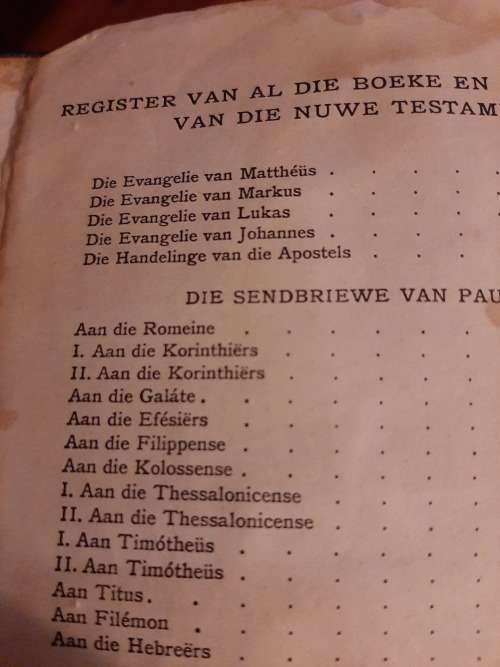 REGISTER VAN AL DIE BOEKE EN
VAN DIE NUWE
Die Evangelie van Matthéüs . . . .
Die Evangelie van Markus . . . .
Die Evangelie van Lukas . . . .
Die Evangelie van Johannes . . . .
Die Handelinge van die Apostels . . .
DIE SENDBRIEWE VAN
Aan die Romeine . . . . . .
I. Aan die Korinthiërs . . . . .
II. Aan die Korinthiërs . . . . .
Aan die Galáte . . . . . .
Aan die Efésiërs . . . . . .
Aan die Filippense . . . . . .
Aan die Kolossense . . . . . .
I. Aan die Thessalonicense . . . .
II. Aan die Thessalonicense . . . .
I. Aan Timótheüs . . . . . .
II. Aan Timótheüs . . . . . .
Aan Titus . . . . . . . .
Aan Filémon . . . . . . .
Aan die Hebreërs . . . . . .